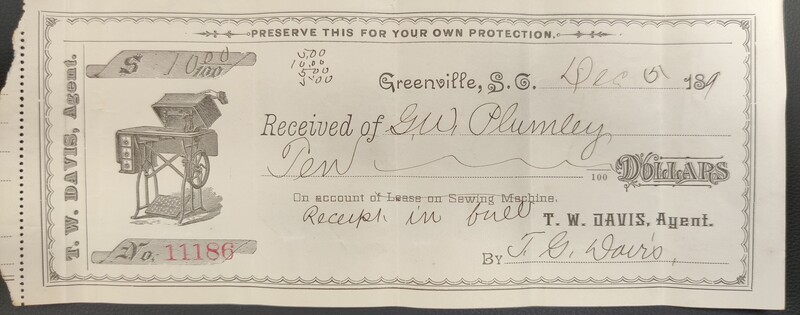 PRESERVE THIS FOR YOUR OWN PROTECTION.
T. W. DAVIS, Agent.
$ 10 00/100
5.00
10.00
5.00
5.00
Greenville, S.C. Dec 5 189
Received of G.W. Plumley
Ten 100 DOLLARS
On account of Lease on Sewing Machine.
Receipt in full
T. W. DAVIS, Agent.
No. 11186
By T. G. Davis,